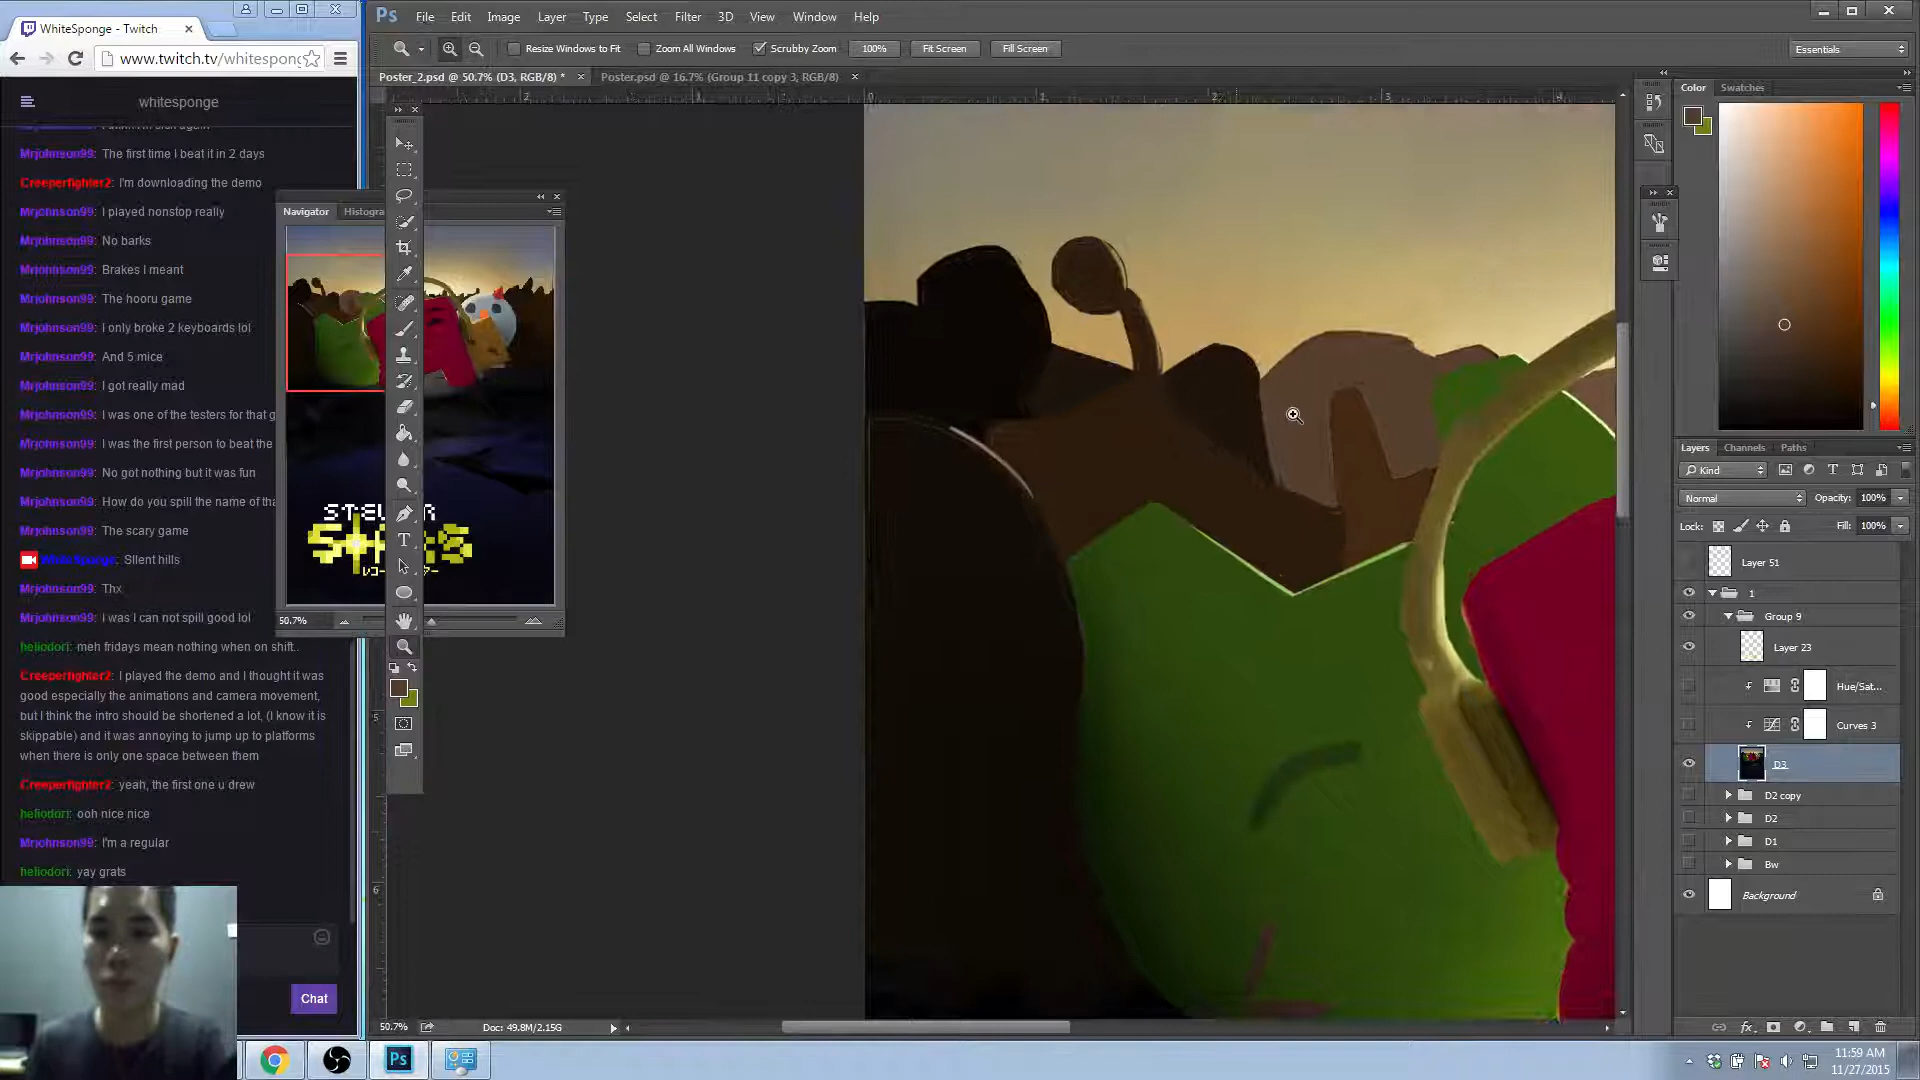 WhiteSponge - Twitch
www.twitch.tv/whitespong
whitesponge
Mrjohnson99: The first time I beat it in 2 days
Creeperfighter2: I'm downloading the demo
Mrjohnson99: I played nonstop really
Mrjohnson99: No barks
Mrjohnson99: Brakes I meant
Mrjohnson99: The hooru game
Mrjohnson99: I only broke 2 keyboards lol
Mrjohnson99: And 5 mice
Mrjohnson99: I got really mad
Mrjohnson99: I was one of the testers for that g
Mrjohnson99: I was the first person to beat the
Mrjohnson99: No got nothing but it was fun
Mrjohnson99: How do you spill the name of tha
Mrjohnson99: The scary game
WhiteSponge: SIlent hills
Mrjohnson99: Thx
Mrjohnson99: I was I can not spill good lol
heliodori: meh fridays mean nothing when on shift..
Creeperfighter2: I played the demo and I thought it was
good especially the animations and camera movement,
but I think the intro should be shortened a lot, (I know it is
skippable) and it was annoying to jump up to platforms
when there is only one space between them
Creeperfighter2: yeah, the first one u drew
heliodori: ooh nice nice
Mrjohnson99: I'm a regular
heliodori: yay grats
Chat
Ps File Edit Image Layer Type Select Filter 3D View Window Help
Resize Windows to Fit Zoom All Windows Scrubby Zoom 100% Fit Screen Fill Screen Essentials
Poster_2.psd @ 50.7% (D3, RGB/8) * Poster.psd @ 16.7% (Group 11 copy 3, RGB/8)
Navigator Histogra
50.7%
Color Swatches
Layers Channels Paths
Kind
Normal Opacity: 100%
Lock: Fill: 100%
Layer 51
1
Group 9
Layer 23
Hue/Sat...
Curves 3
D3
D2 copy
D2
D1
Bw
Background
50.7% Doc: 49.8M/2.15G
Ps
11:59 AM
11/27/2015